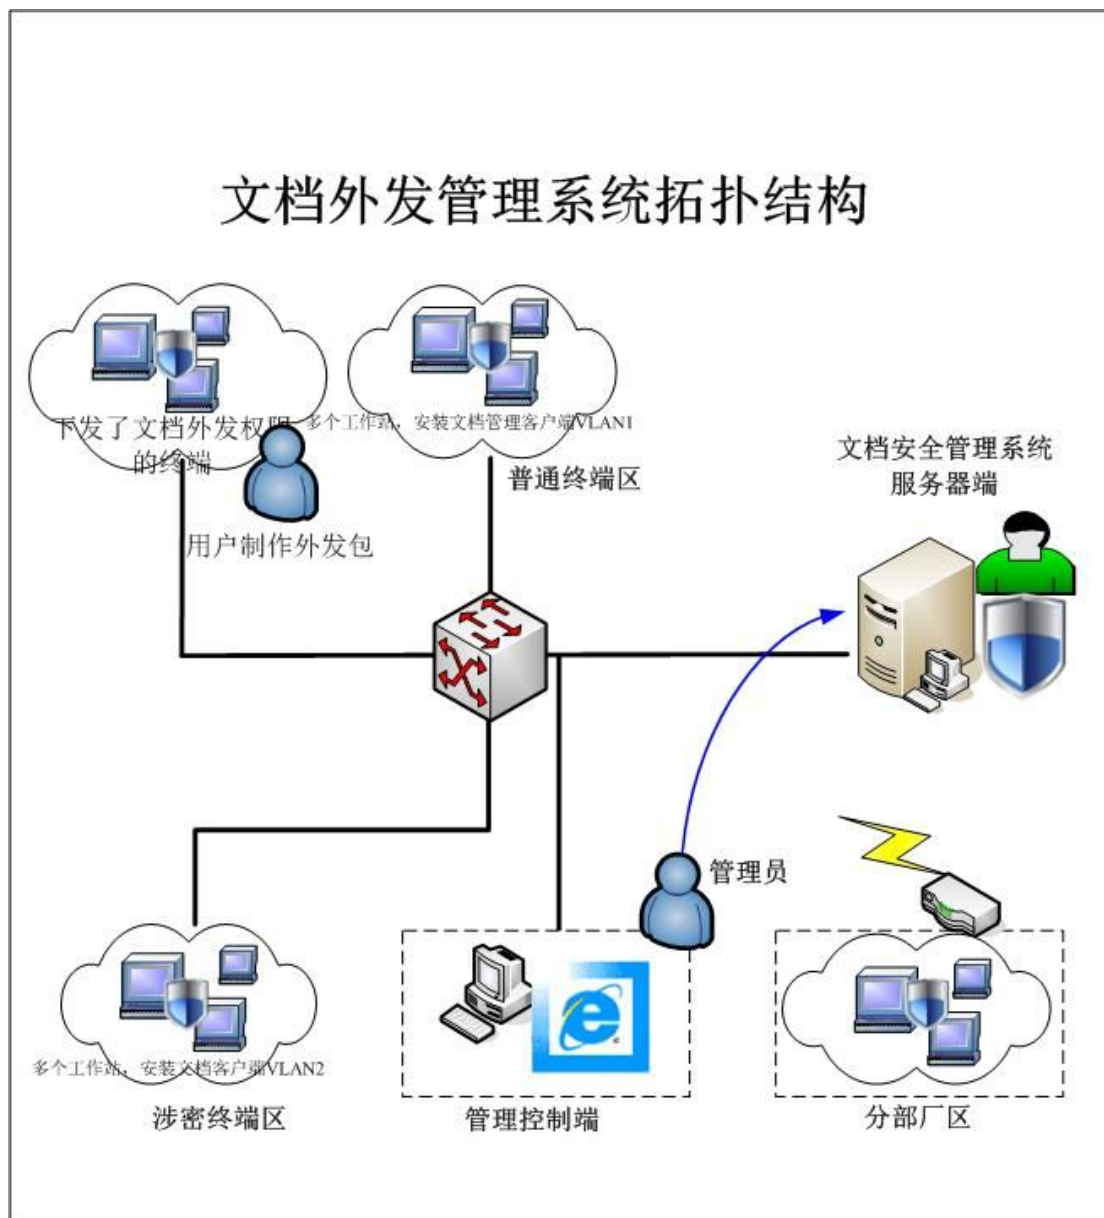 文档外发管理系统拓扑结构
下发了文档外发权限
的终端
用户制作外发包
多个工作站，安装文档管理客户端VLAN1
普通终端区
文档安全管理系统
服务器端
管理员
多个工作站，安装文档客户端VLAN2
涉密终端区
管理控制端
分部厂区